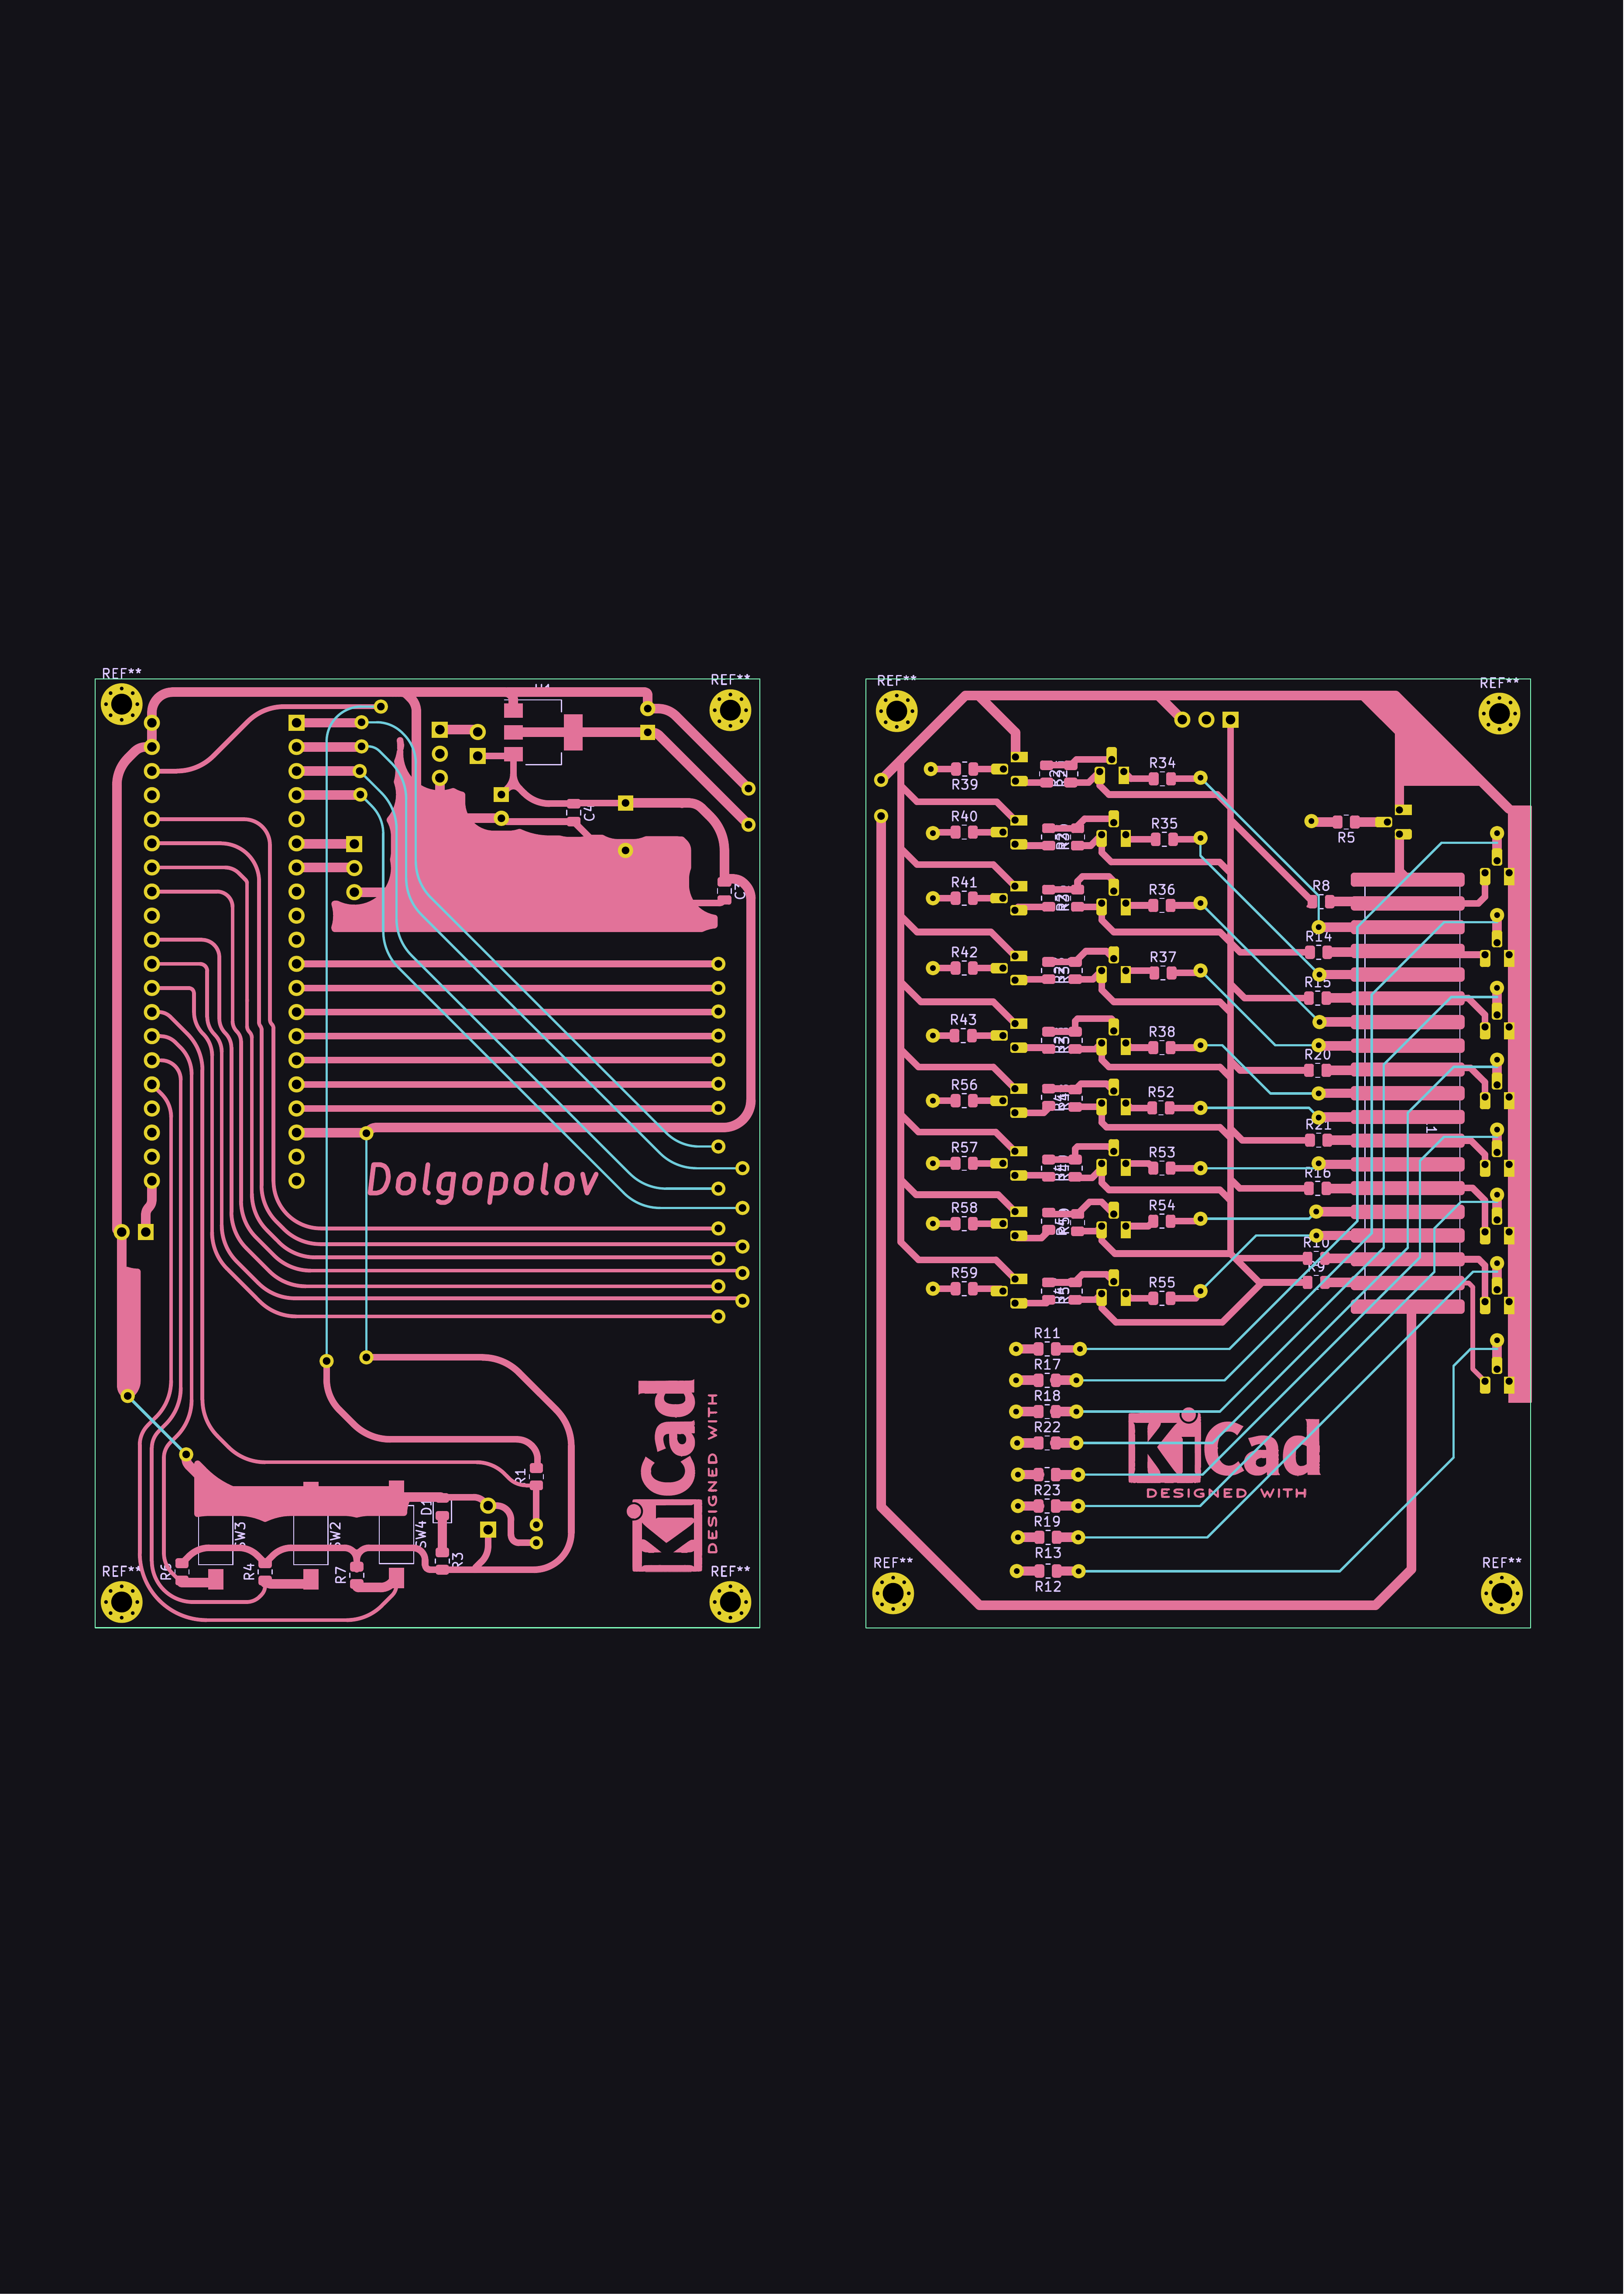 REF**
REF**
C4
Dolgopolov
R1
D1
SW3
SW2
SW4
R3
R6
R4
R7
KiCad
DESIGNED WITH
REF**
REF**
REF**
REF**
R39
R34
R40
R35
R5
R41
R36
R8
R42
R37
R14
R15
R43
R38
R20
R56
R52
R21
1
R57
R53
R16
R58
R54
R10
R59
R55
R9
R11
R17
R18
R22
R23
R19
R13
R12
KiCad
DESIGNED WITH
REF**
REF**